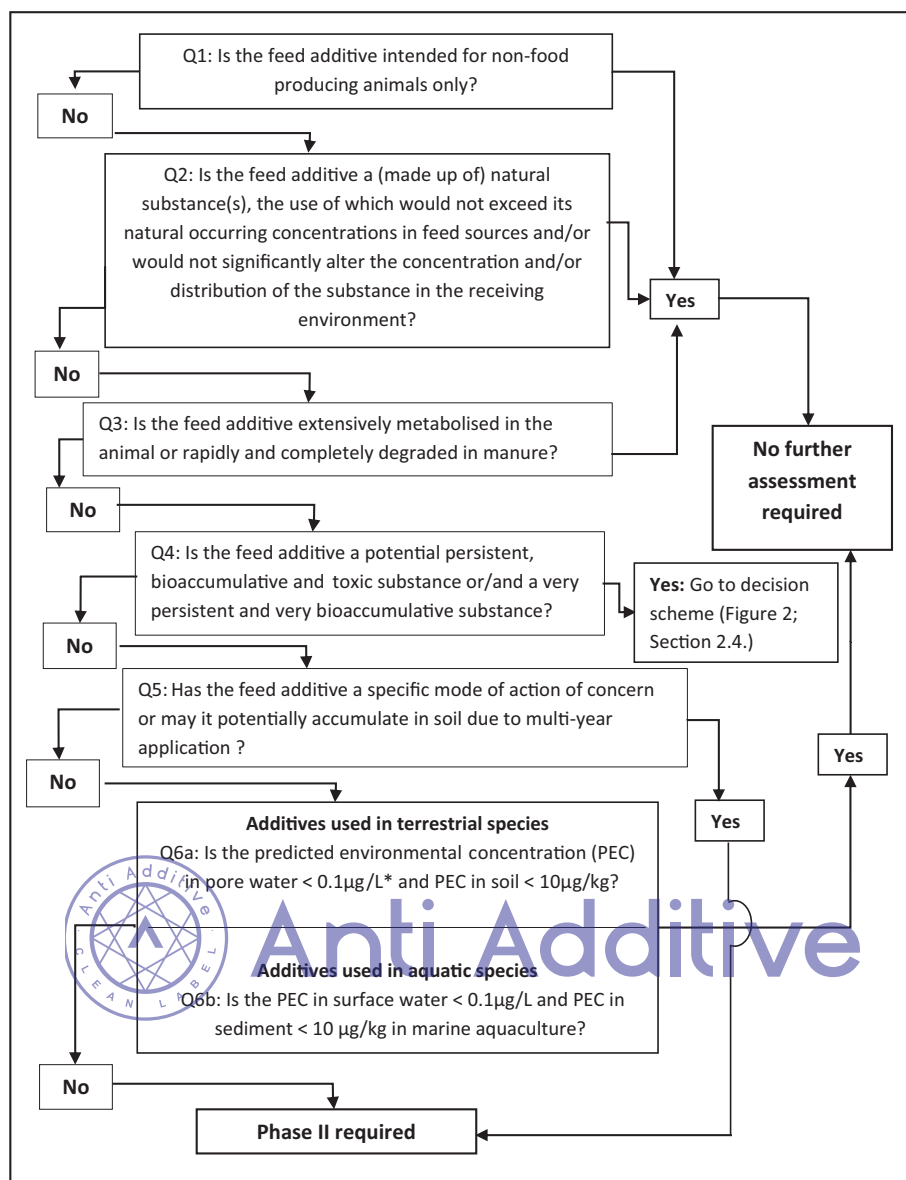 Q1: Is the feed additive intended for non-food
producing animals only?
No
Q2: Is the feed additive a (made up of) natural
substance(s), the use of which would not exceed its
natural occurring concentrations in feed sources and/or
would not significantly alter the concentration and/or
distribution of the substance in the receiving
environment?
Yes
No
Q3: Is the feed additive extensively metabolised in the
animal or rapidly and completely degraded in manure?
No further
assessment
required
No
Q4: Is the feed additive a potential persistent,
bioaccumulative and toxic substance or/and a very
persistent and very bioaccumulative substance?
Yes: Go to decision
scheme (Figure 2;
Section 2.4.)
No
Q5: Has the feed additive a specific mode of action of concern
or may it potentially accumulate in soil due to multi-year
application ?
Yes
No
Yes
Additives used in terrestrial species
Q6a: Is the predicted environmental concentration (PEC)
in pore water < 0.1µg/L* and PEC in soil < 10µg/kg?
Anti Additive
CLEAN LABEL
Anti Additive
Additives used in aquatic species
Q6b: Is the PEC in surface water < 0.1µg/L and PEC in
sediment < 10 µg/kg in marine aquaculture?
No
Phase II required